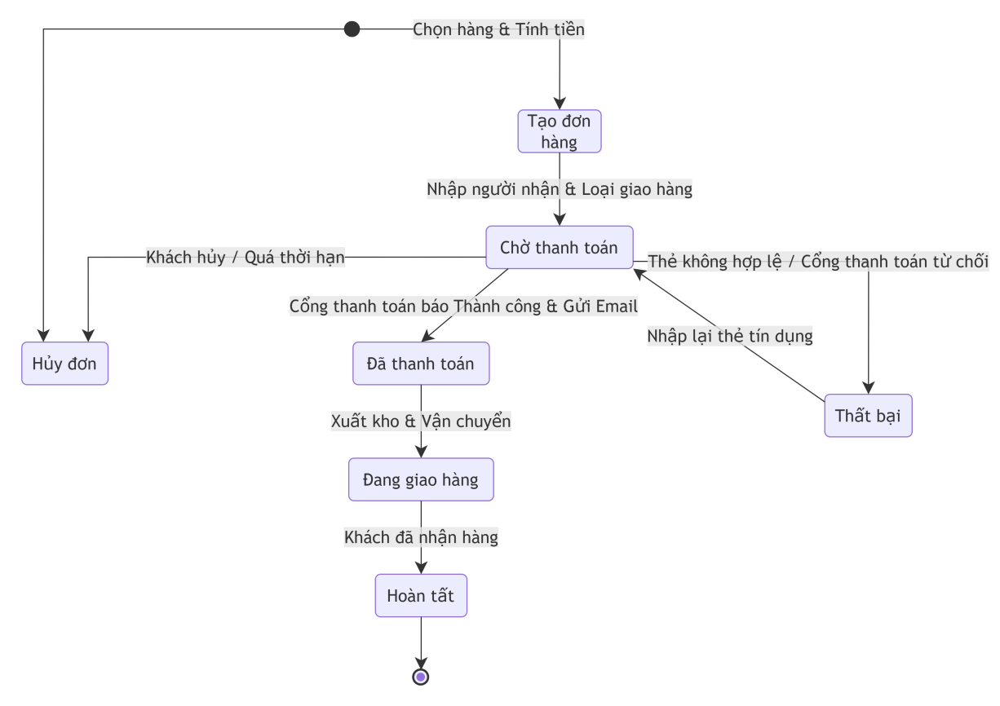 Chọn hàng & Tính tiền
Tạo đơn
hàng
Nhập người nhận & Loại giao hàng
Chờ thanh toán
Khách hủy / Quá thời hạn
Thẻ không hợp lệ / Cổng thanh toán từ chối
Cổng thanh toán báo Thành công & Gửi Email
Nhập lại thẻ tín dụng
Hủy đơn
Đã thanh toán
Thất bại
Xuất kho & Vận chuyển
Đang giao hàng
Khách đã nhận hàng
Hoàn tất